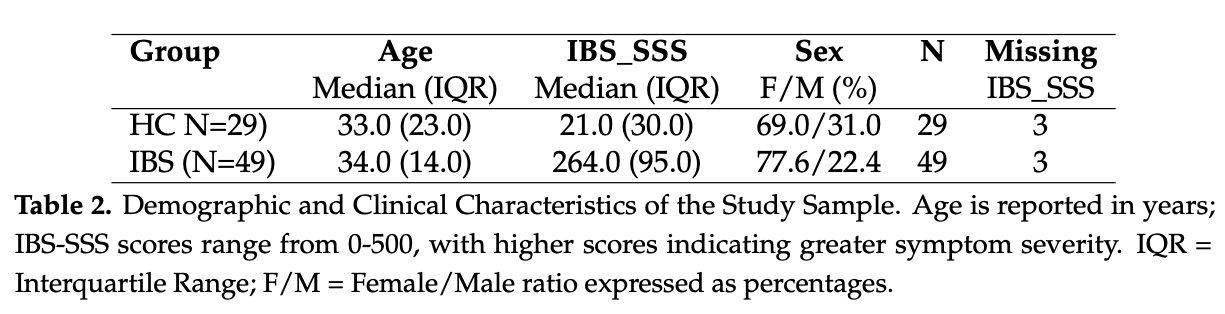 Group Age IBS_SSS Sex N Missing
Median (IQR) Median (IQR) F/M (%) IBS_SSS
HC N=29) 33.0 (23.0) 21.0 (30.0) 69.0/31.0 29 3
IBS (N=49) 34.0 (14.0) 264.0 (95.0) 77.6/22.4 49 3
Table 2. Demographic and Clinical Characteristics of the Study Sample. Age is reported in years;
IBS-SSS scores range from 0-500, with higher scores indicating greater symptom severity. IQR =
Interquartile Range; F/M = Female/Male ratio expressed as percentages.